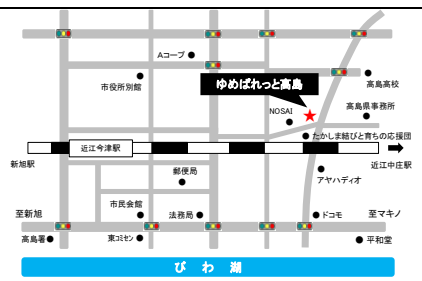 Aコープ
市役所別館
ゆめぱれっと高島
高島高校
NOSAI
高島県事務所
たかしま結びと育ちの応援団
近江今津駅
新旭駅
近江中庄駅
郵便局
アヤハディオ
至新旭
市民会館
法務局
ドコモ
至マキノ
高島署
東コミセン
平和堂
びわ湖